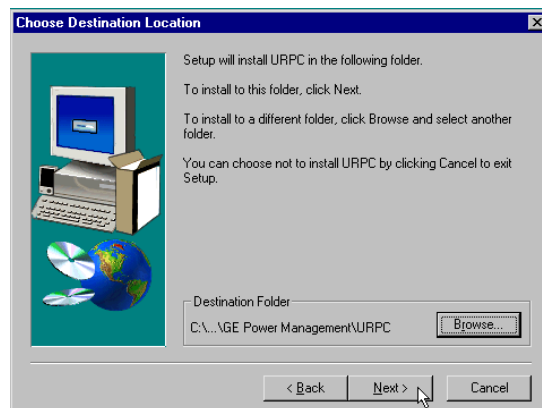 Choose Destination Location
Setup will install URPC in the following folder.
To install to this folder, click Next.
To install to a different folder, click Browse and select another
folder.
You can choose not to install URPC by clicking Cancel to exit
Setup.
Destination Folder
C:\...\GE Power Management\URPC
Browse...
< Back
Next >
Cancel